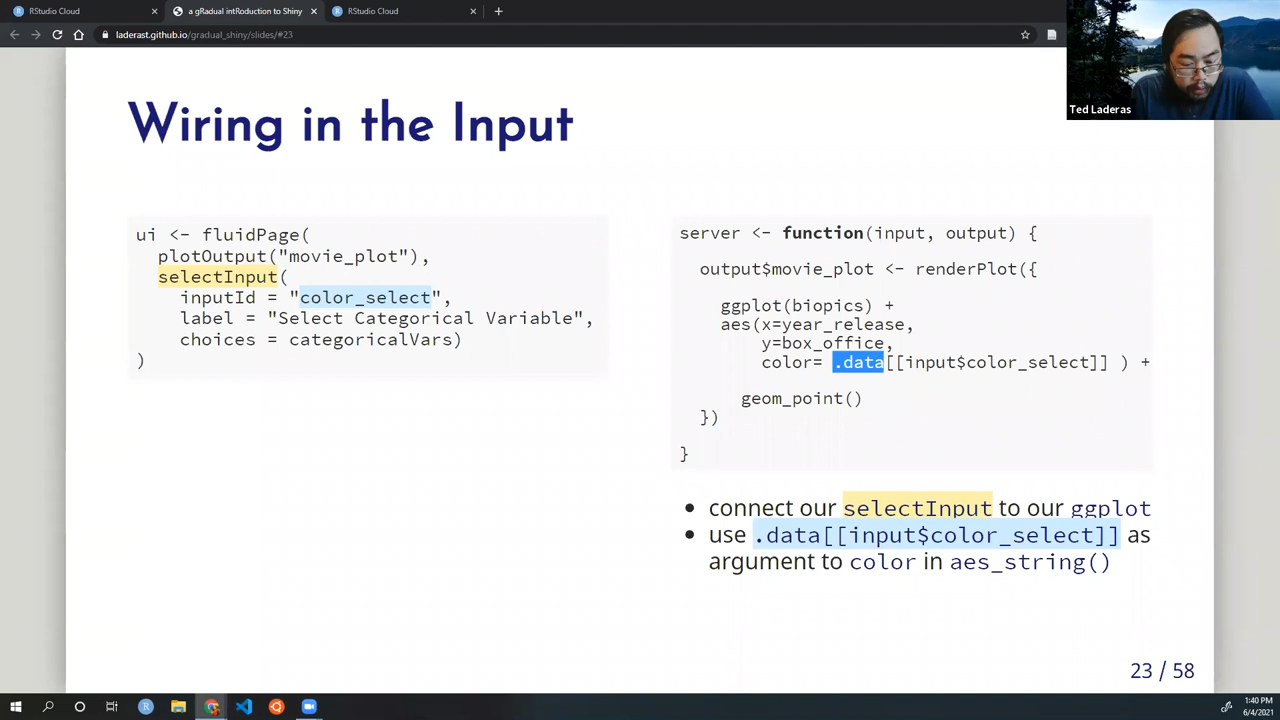 RStudio Cloud
a gRadual intRoduction to Shiny
RStudio Cloud
laderast.github.io/gradual_shiny/slides/#23
Ted Laderas
Wiring in the Input
ui <- fluidPage(
plotOutput("movie_plot"),
selectInput(
inputId = "color_select",
label = "Select Categorical Variable",
choices = categoricalVars)
)
server <- function(input, output) {
output$movie_plot <- renderPlot({
ggplot(biopics) +
aes(x=year_release,
y=box_office,
color= .data[[input$color_select]] ) +
geom_point()
})
}
connect our selectInput to our ggplot
use .data[[input$color_select]] as
argument to color in aes_string()
23 / 58
1:40 PM
6/4/2021